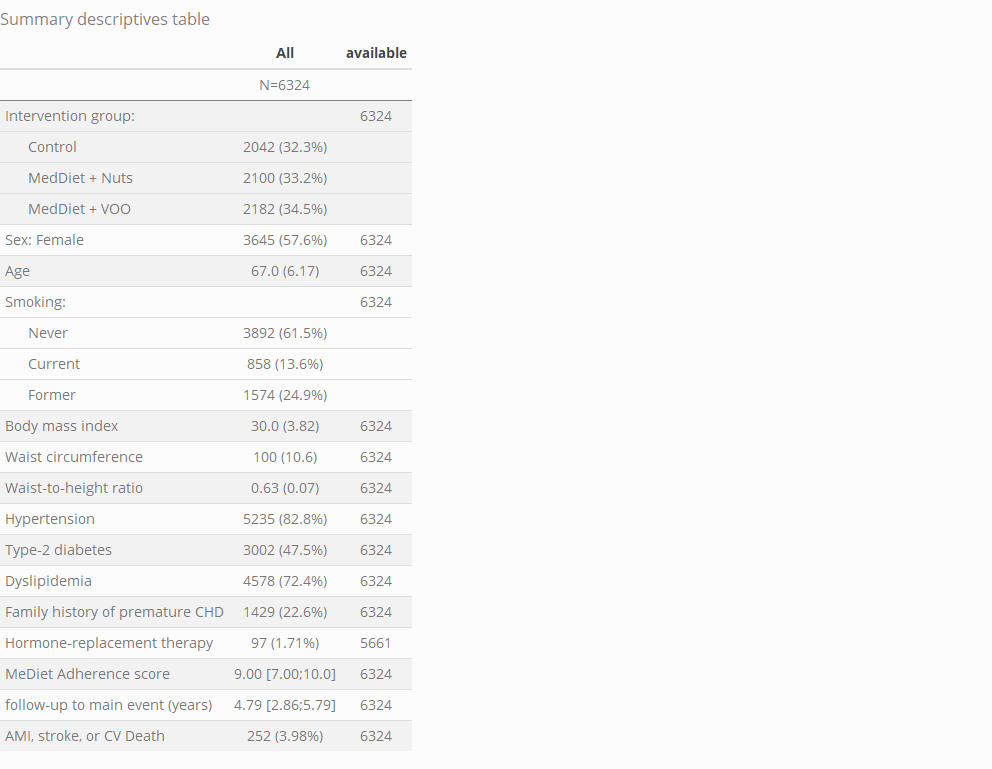 Summary descriptives table
All available
N=6324
Intervention group: 6324
Control 2042 (32.3%)
MedDiet + Nuts 2100 (33.2%)
MedDiet + VOO 2182 (34.5%)
Sex: Female 3645 (57.6%) 6324
Age 67.0 (6.17) 6324
Smoking: 6324
Never 3892 (61.5%)
Current 858 (13.6%)
Former 1574 (24.9%)
Body mass index 30.0 (3.82) 6324
Waist circumference 100 (10.6) 6324
Waist-to-height ratio 0.63 (0.07) 6324
Hypertension 5235 (82.8%) 6324
Type-2 diabetes 3002 (47.5%) 6324
Dyslipidemia 4578 (72.4%) 6324
Family history of premature CHD 1429 (22.6%) 6324
Hormone-replacement therapy 97 (1.71%) 5661
MeDiet Adherence score 9.00 [7.00;10.0] 6324
follow-up to main event (years) 4.79 [2.86;5.79] 6324
AMI, stroke, or CV Death 252 (3.98%) 6324